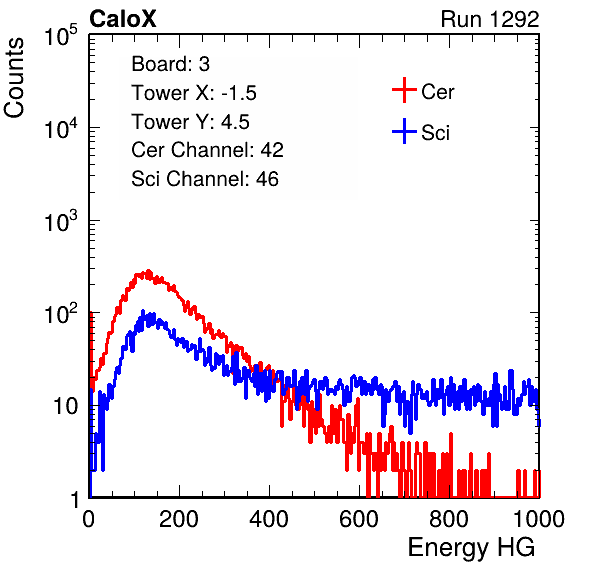 CaloX Run 1292
Counts
10^5
10^4
10^3
10^2
10
1
Board: 3
Tower X: -1.5
Tower Y: 4.5
Cer Channel: 42
Sci Channel: 46
Cer
Sci
0 200 400 600 800 1000
Energy HG